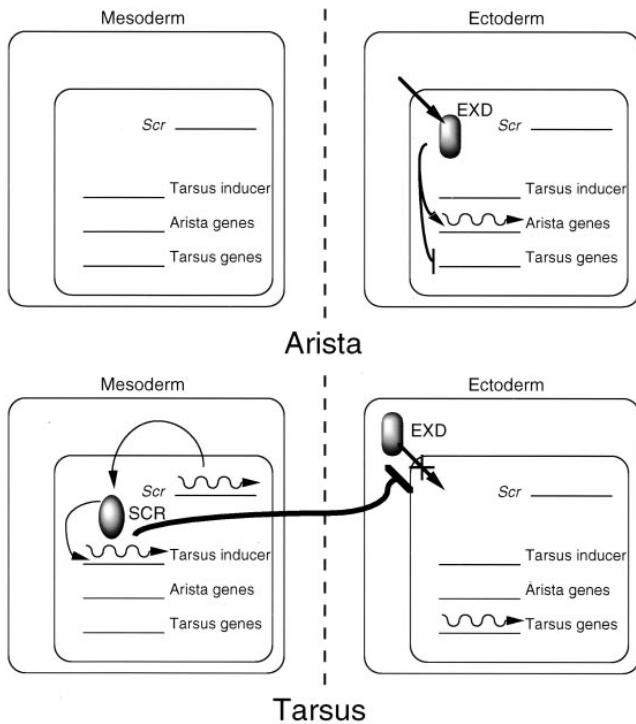 Mesoderm
Ectoderm
Scr
Tarsus inducer
Arista genes
Tarsus genes
EXD
Scr
Tarsus inducer
Arista genes
Tarsus genes
Arista
Mesoderm
Ectoderm
Scr
SCR
Tarsus inducer
Arista genes
Tarsus genes
EXD
Scr
Tarsus inducer
Arista genes
Tarsus genes
Tarsus